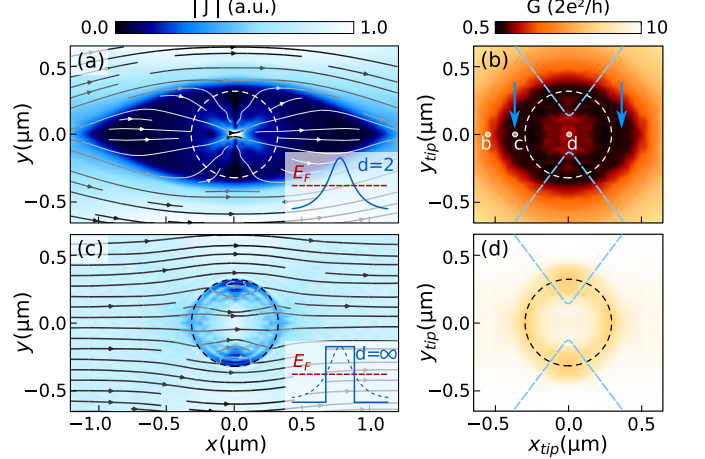 |J| (a.u.)
G (2e²/h)
0.0 1.0
0.5 10
(a)
(b)
0.5
0.0
−0.5
y(μm)
d=2
E_F
0.5
0.0
−0.5
y_tip(μm)
b c d
(c)
(d)
0.5
0.0
−0.5
y(μm)
d=∞
E_F
0.5
0.0
−0.5
y_tip(μm)
−1.0 −0.5 0.0 0.5 1.0
−0.5 0.0 0.5
x(μm)
x_tip(μm)